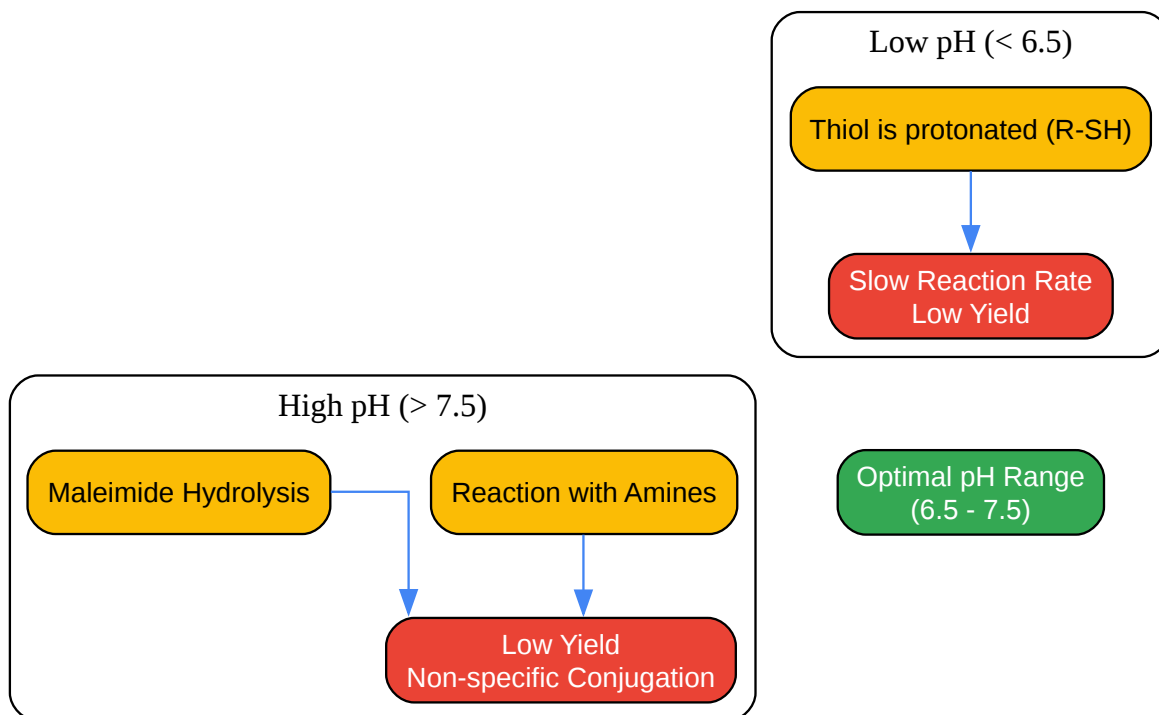 Low pH (< 6.5)
Thiol is protonated (R-SH)
Slow Reaction Rate
Low Yield
High pH (> 7.5)
Maleimide Hydrolysis
Reaction with Amines
Low Yield
Non-specific Conjugation
Optimal pH Range
(6.5 - 7.5)